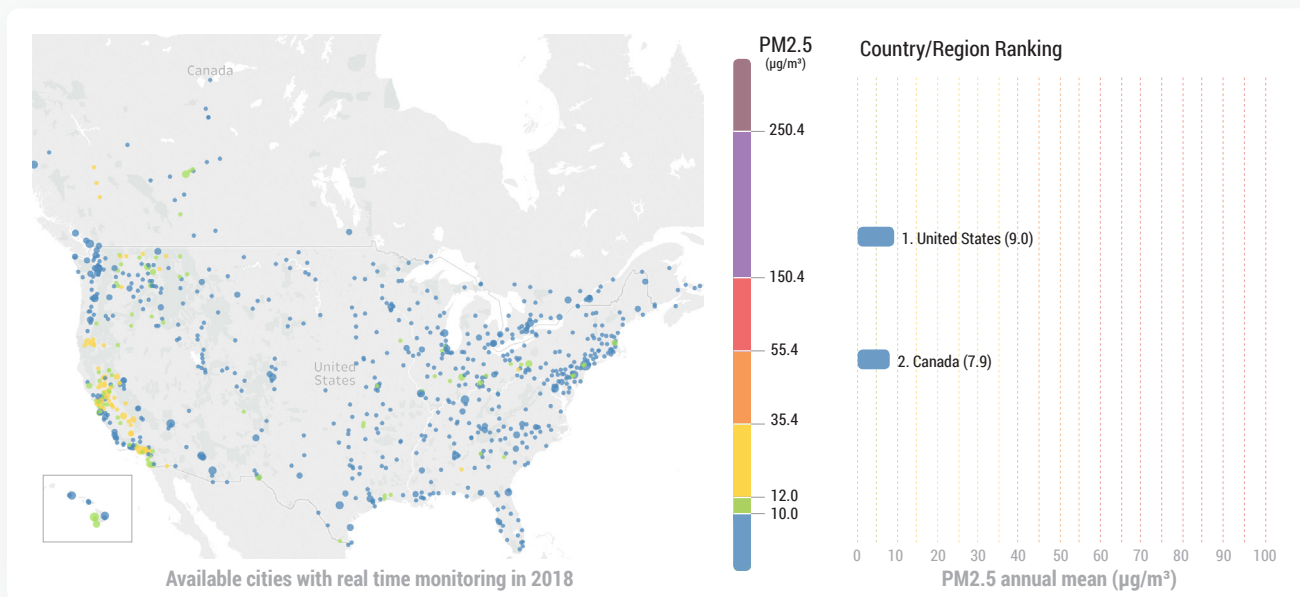 Canada
United
States
Available cities with real time monitoring in 2018
PM2.5
(µg/m³)
250.4
150.4
55.4
35.4
12.0
10.0
Country/Region Ranking
1. United States (9.0)
2. Canada (7.9)
0 10 20 30 40 50 60 70 80 90 100
PM2.5 annual mean (µg/m³)